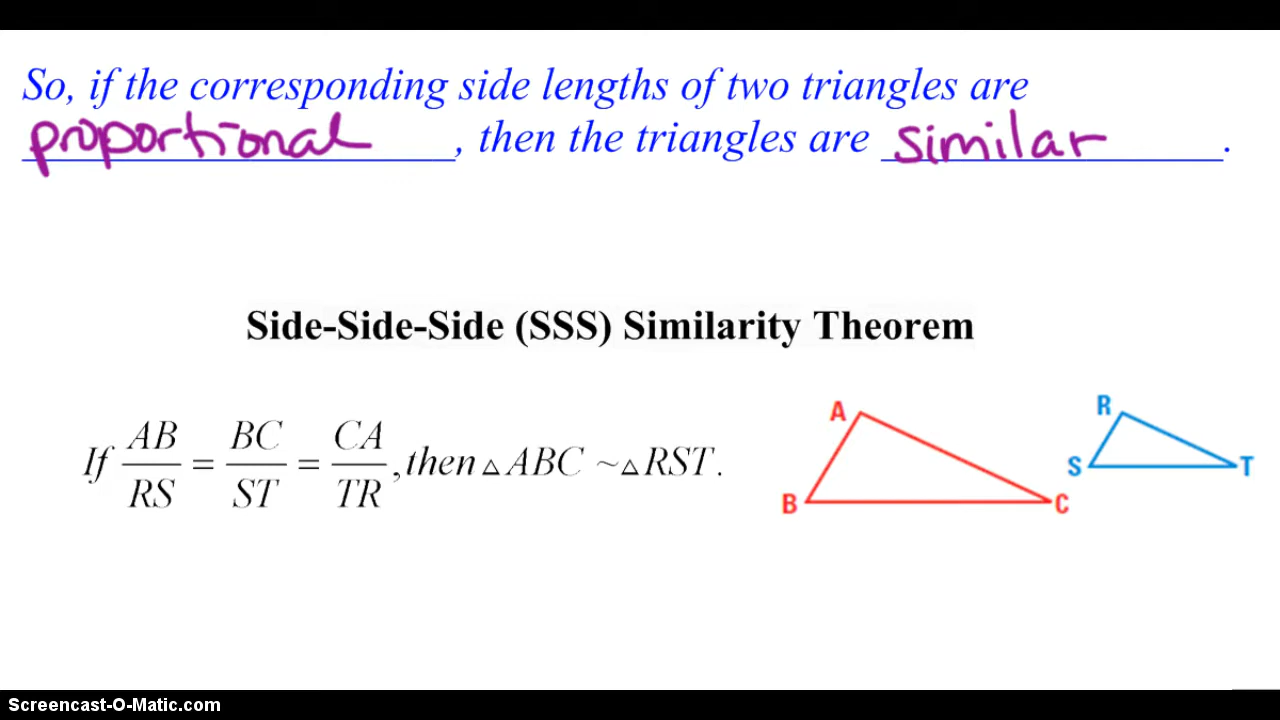 So, if the corresponding side lengths of two triangles are
proportional, then the triangles are similar.
Side-Side-Side (SSS) Similarity Theorem
If AB/RS = BC/ST = CA/TR, then △ABC ~ △RST.
A
B
C
R
S
T
Screencast-O-Matic.com